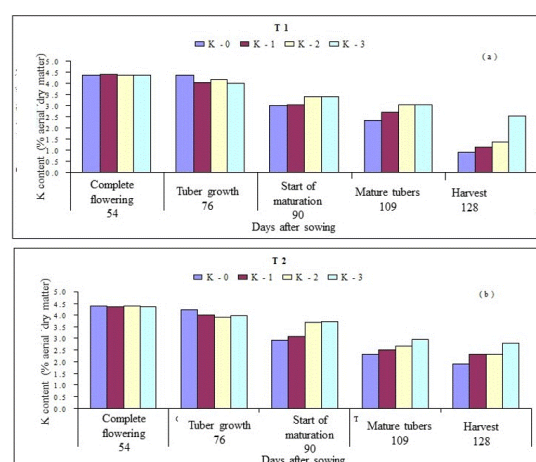 T 1
K - 0 K - 1 K - 2 K - 3
( a )
K content (% aerial dry matter)
5.0
4.5
4.0
3.5
3.0
2.5
2.0
1.5
1.0
0.5
0.0
Complete flowering Tuber growth Start of maturation Mature tubers Harvest
54 76 90 109 128
Days after sowing
T 2
K - 0 K - 1 K - 2 K - 3
( b )
K content (% aerial dry matter)
5.0
4.5
4.0
3.5
3.0
2.5
2.0
1.5
1.0
0.5
0.0
Complete flowering Tuber growth Start of maturation Mature tubers Harvest
54 76 90 109 128
Days after sowing